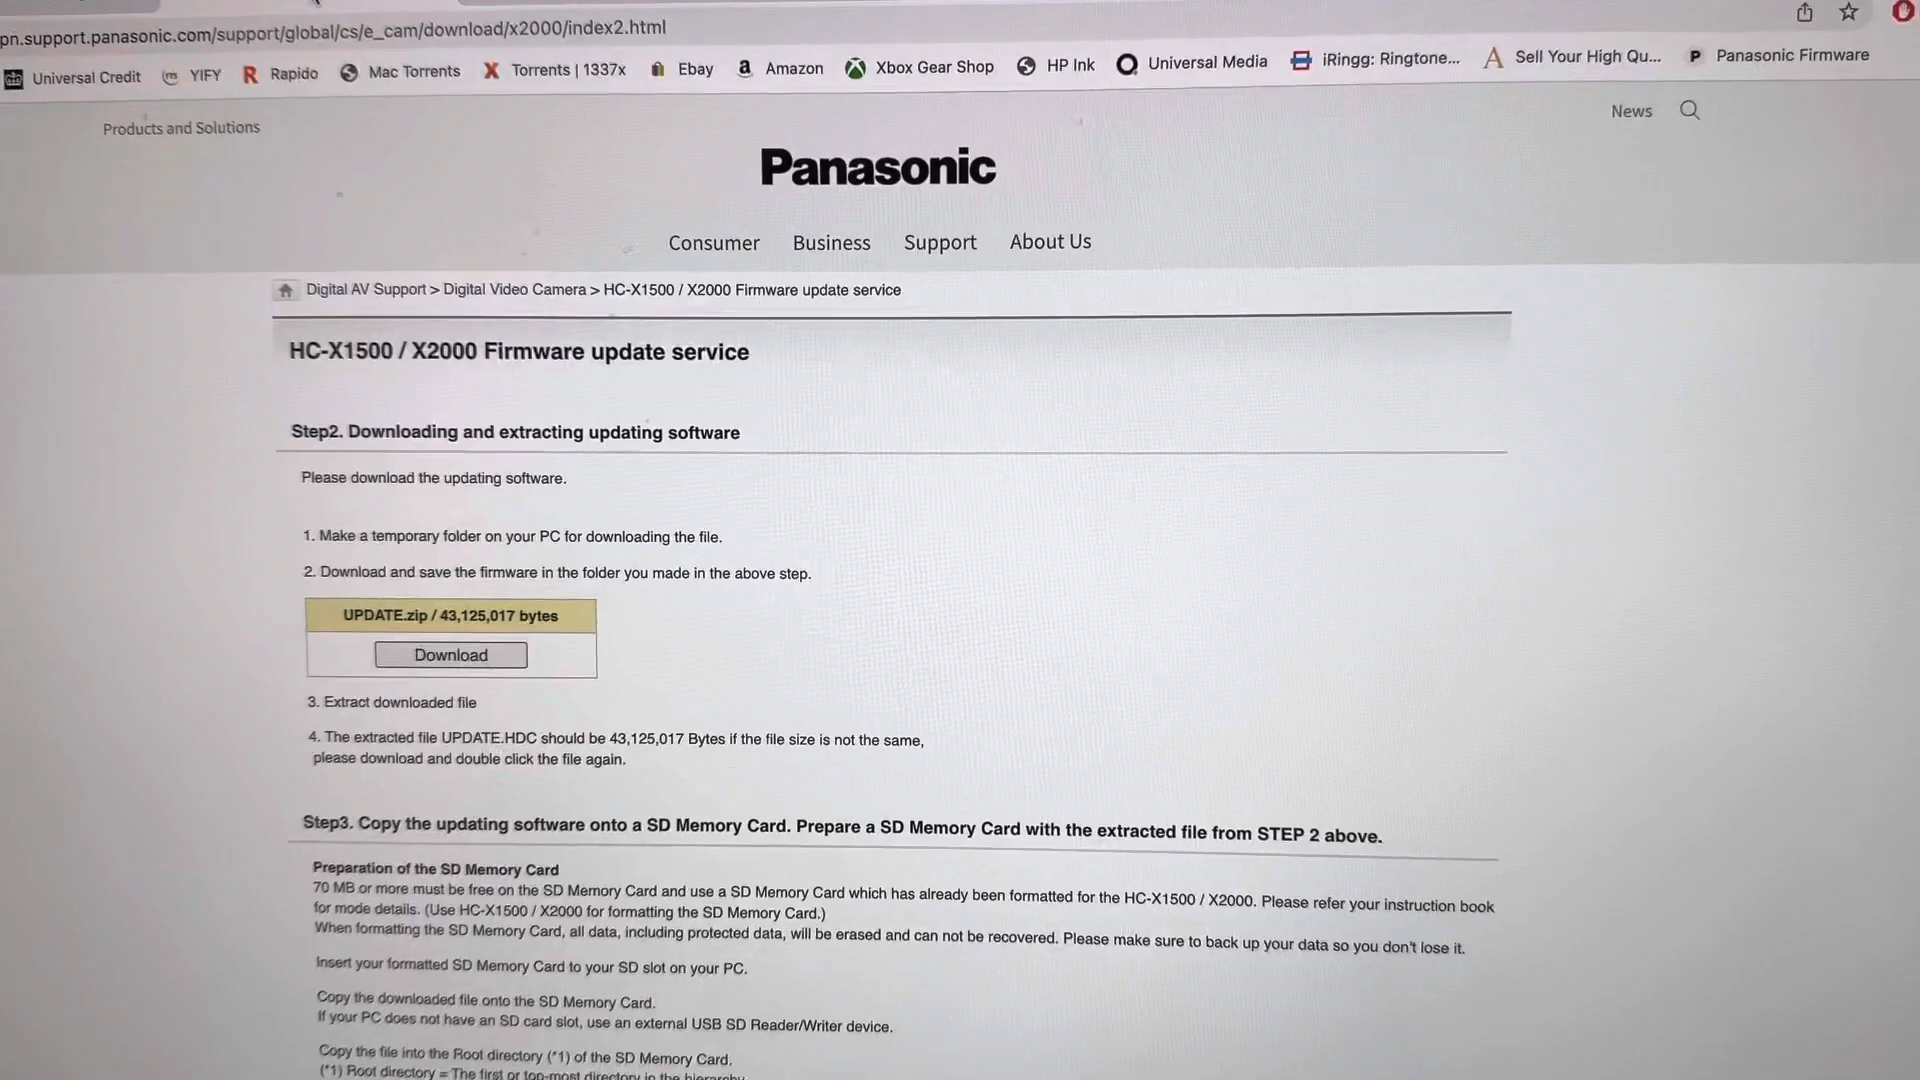 pn.support.panasonic.com/support/global/cs/e_cam/download/x2000/index2.html
Universal Credit YIFY Rapido Mac Torrents Torrents | 1337x Ebay Amazon Xbox Gear Shop HP Ink Universal Media iRingg: Ringtone... Sell Your High Qu... Panasonic Firmware
Products and Solutions
News
Panasonic
Consumer Business Support About Us
Digital AV Support > Digital Video Camera > HC-X1500 / X2000 Firmware update service
HC-X1500 / X2000 Firmware update service
Step2. Downloading and extracting updating software
Please download the updating software.
1. Make a temporary folder on your PC for downloading the file.
2. Download and save the firmware in the folder you made in the above step.
UPDATE.zip / 43,125,017 bytes
Download
3. Extract downloaded file
4. The extracted file UPDATE.HDC should be 43,125,017 Bytes if the file size is not the same,
please download and double click the file again.
Step3. Copy the updating software onto a SD Memory Card. Prepare a SD Memory Card with the extracted file from STEP 2 above.
Preparation of the SD Memory Card
70 MB or more must be free on the SD Memory Card and use a SD Memory Card which has already been formatted for the HC-X1500 / X2000. Please refer your instruction book
for mode details. (Use HC-X1500 / X2000 for formatting the SD Memory Card.)
When formatting the SD Memory Card, all data, including protected data, will be erased and can not be recovered. Please make sure to back up your data so you don't lose it.
Insert your formatted SD Memory Card to your SD slot on your PC.
Copy the downloaded file onto the SD Memory Card.
If your PC does not have an SD card slot, use an external USB SD Reader/Writer device.
Copy the file into the Root directory (*1) of the SD Memory Card.
(*1) Root directory = The first or top-most directory in the hierarchy